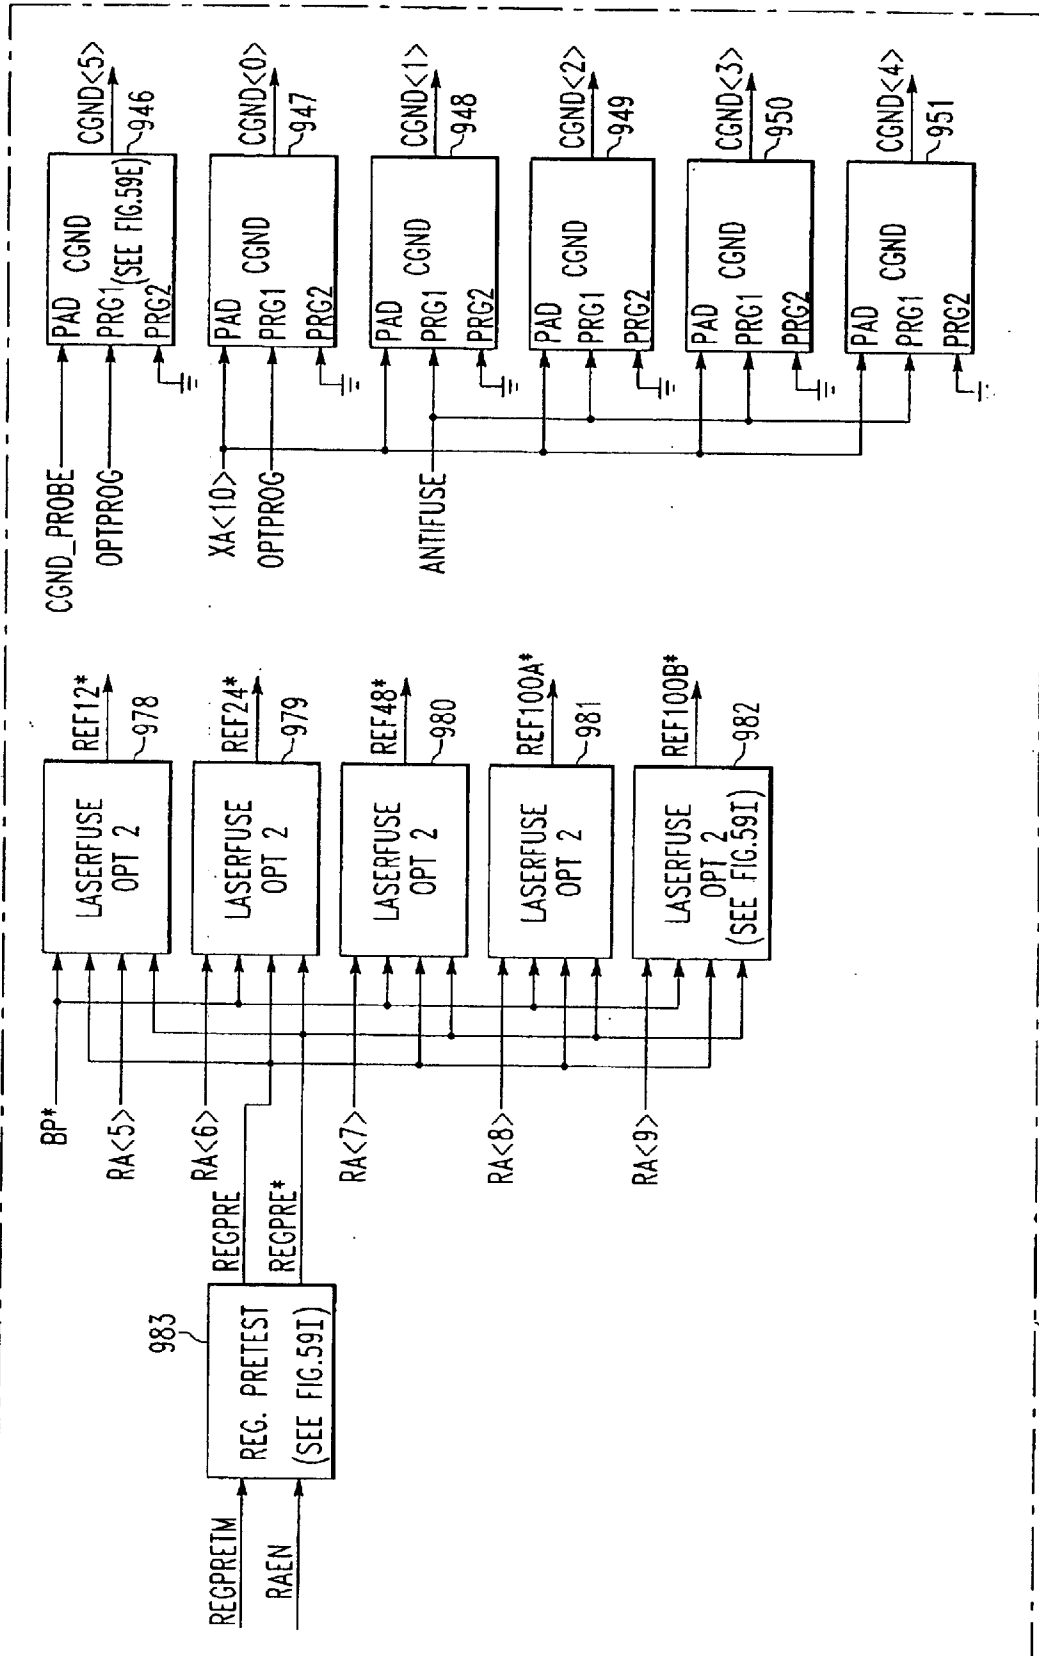 REGPRETM
RAEN
983
REG. PRETEST
(SEE FIG.59I)
REGPRE
REGPRE*
BP*
RA<5>
RA<6>
RA<7>
RA<8>
RA<9>
LASERFUSE
OPT 2
REF12*
978
LASERFUSE
OPT 2
REF24*
979
LASERFUSE
OPT 2
REF48*
980
LASERFUSE
OPT 2
REF100A*
981
LASERFUSE
OPT 2
(SEE FIG.59I)
REF100B*
982
CGND_PROBE
OPTPROG
PAD
PRG1
PRG2
CGND
(SEE FIG.59E)
CGND<5>
946
XA<10>
OPTPROG
PAD
PRG1
PRG2
CGND
CGND<0>
947
ANTIFUSE
PAD
PRG1
PRG2
CGND
CGND<1>
948
PAD
PRG1
PRG2
CGND
CGND<2>
949
PAD
PRG1
PRG2
CGND
CGND<3>
950
PAD
PRG1
PRG2
CGND
CGND<4>
951